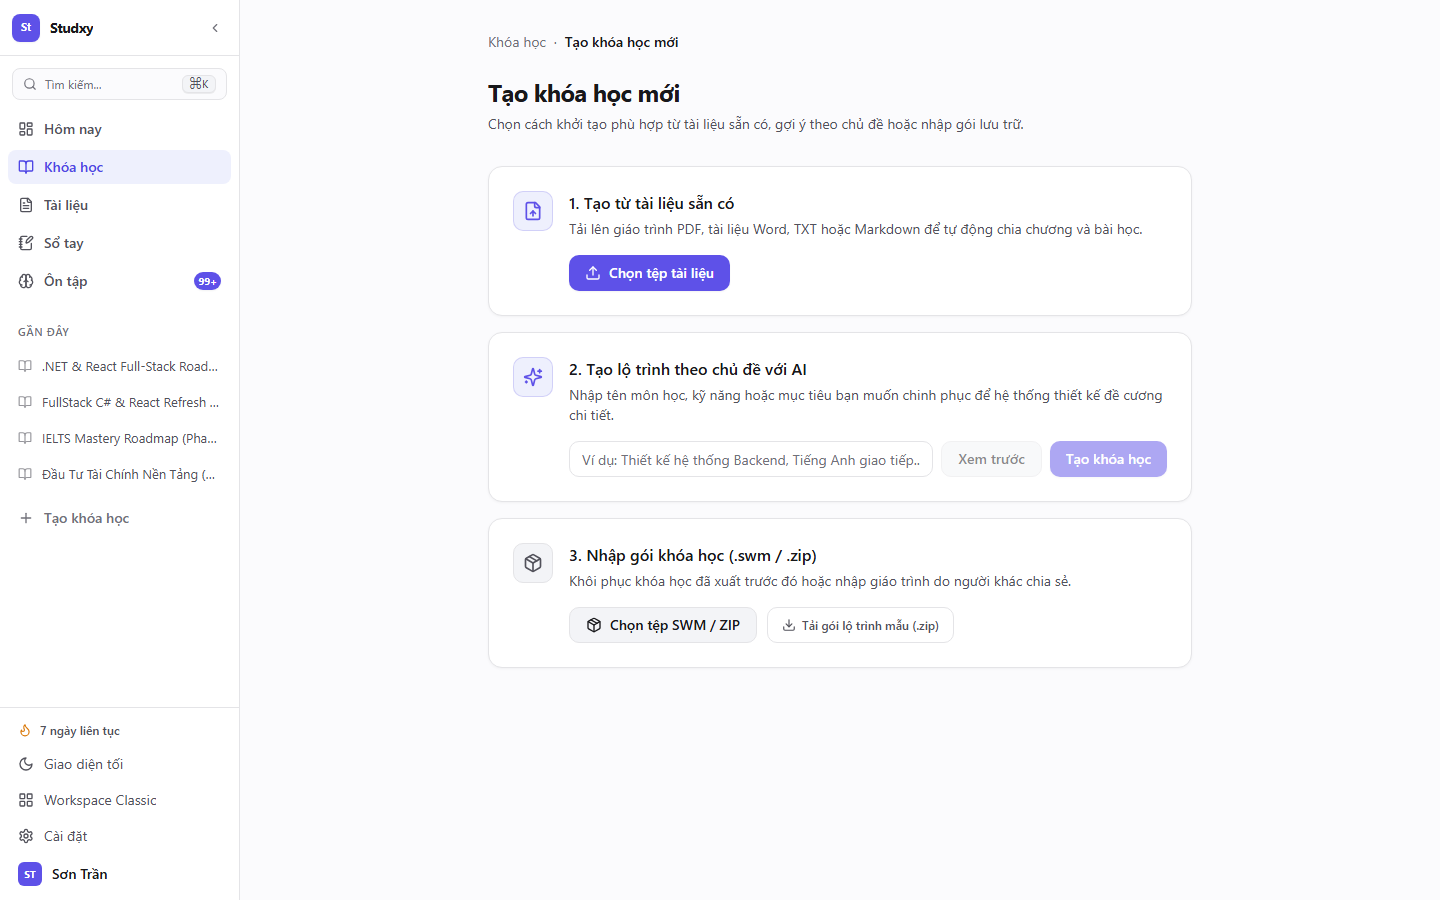 St Studxy
Tìm kiếm... ⌘K
Hôm nay
Khóa học
Tài liệu
Sổ tay
Ôn tập 99+
GẦN ĐÂY
.NET & React Full-Stack Road...
FullStack C# & React Refresh ...
IELTS Mastery Roadmap (Pha...
Đầu Tư Tài Chính Nền Tảng (...
Tạo khóa học
7 ngày liên tục
Giao diện tối
Workspace Classic
Cài đặt
ST Sơn Trần
Khóa học · Tạo khóa học mới
Tạo khóa học mới
Chọn cách khởi tạo phù hợp từ tài liệu sẵn có, gợi ý theo chủ đề hoặc nhập gói lưu trữ.
1. Tạo từ tài liệu sẵn có
Tải lên giáo trình PDF, tài liệu Word, TXT hoặc Markdown để tự động chia chương và bài học.
Chọn tệp tài liệu
2. Tạo lộ trình theo chủ đề với AI
Nhập tên môn học, kỹ năng hoặc mục tiêu bạn muốn chinh phục để hệ thống thiết kế đề cương
chi tiết.
Ví dụ: Thiết kế hệ thống Backend, Tiếng Anh giao tiếp.. Xem trước Tạo khóa học
3. Nhập gói khóa học (.swm / .zip)
Khôi phục khóa học đã xuất trước đó hoặc nhập giáo trình do người khác chia sẻ.
Chọn tệp SWM / ZIP Tải gói lộ trình mẫu (.zip)